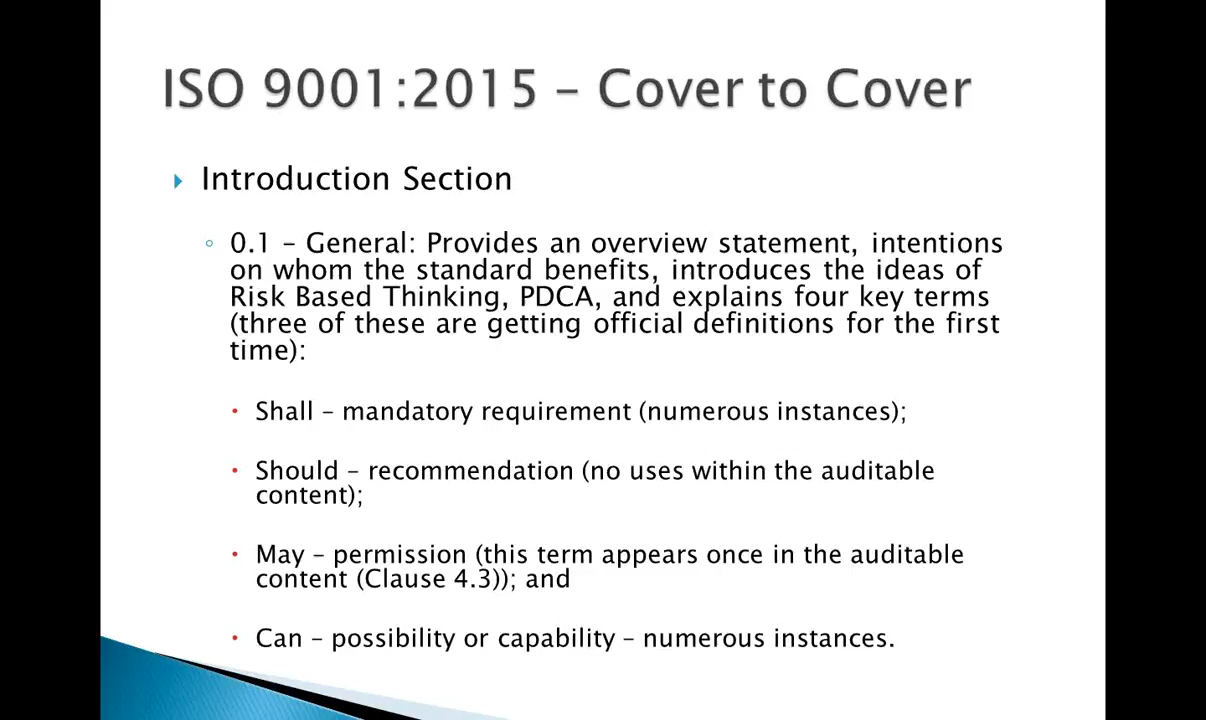 ISO 9001:2015 – Cover to Cover
Introduction Section
0.1 – General: Provides an overview statement, intentions
on whom the standard benefits, introduces the ideas of
Risk Based Thinking, PDCA, and explains four key terms
(three of these are getting official definitions for the first
time):
Shall – mandatory requirement (numerous instances);
Should – recommendation (no uses within the auditable
content);
May – permission (this term appears once in the auditable
content (Clause 4.3)); and
Can – possibility or capability – numerous instances.